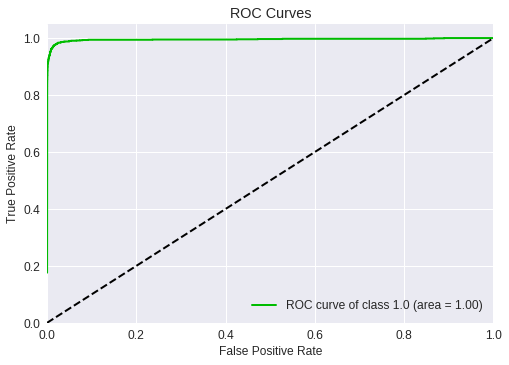 ROC Curves
True Positive Rate
1.0
0.8
0.6
0.4
0.2
0.0
ROC curve of class 1.0 (area = 1.00)
0.0 0.2 0.4 0.6 0.8 1.0
False Positive Rate